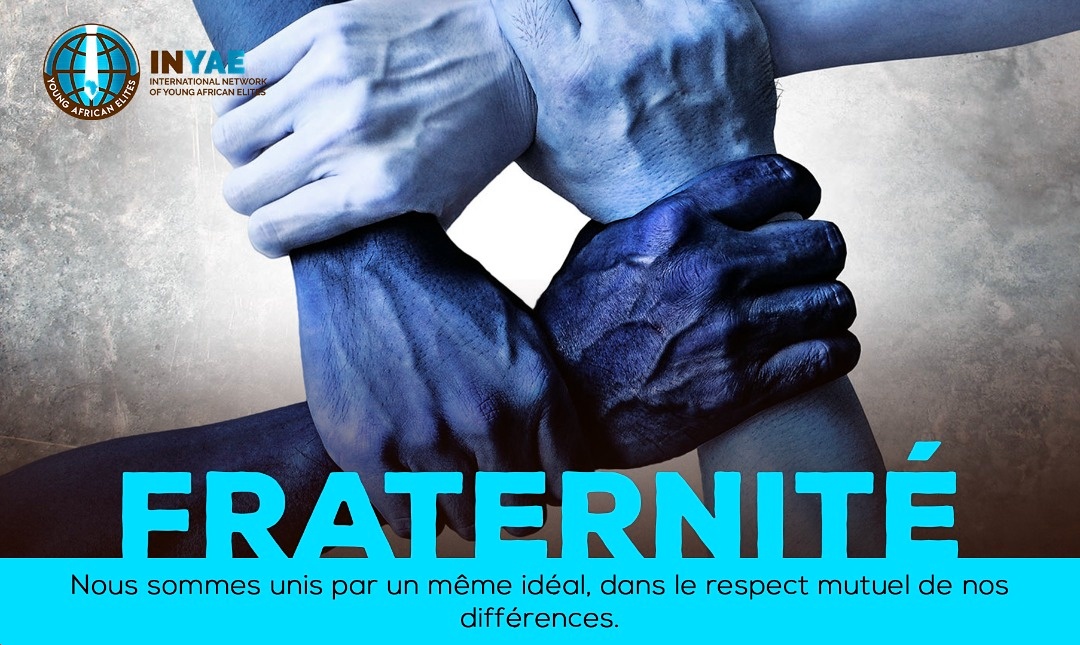 YOUNG AFRICAN ELITES
INYAE
INTERNATIONAL NETWORK
OF YOUNG AFRICAN ELITES
FRATERNITÉ
Nous sommes unis par un même idéal, dans le respect mutuel de nos
différences.